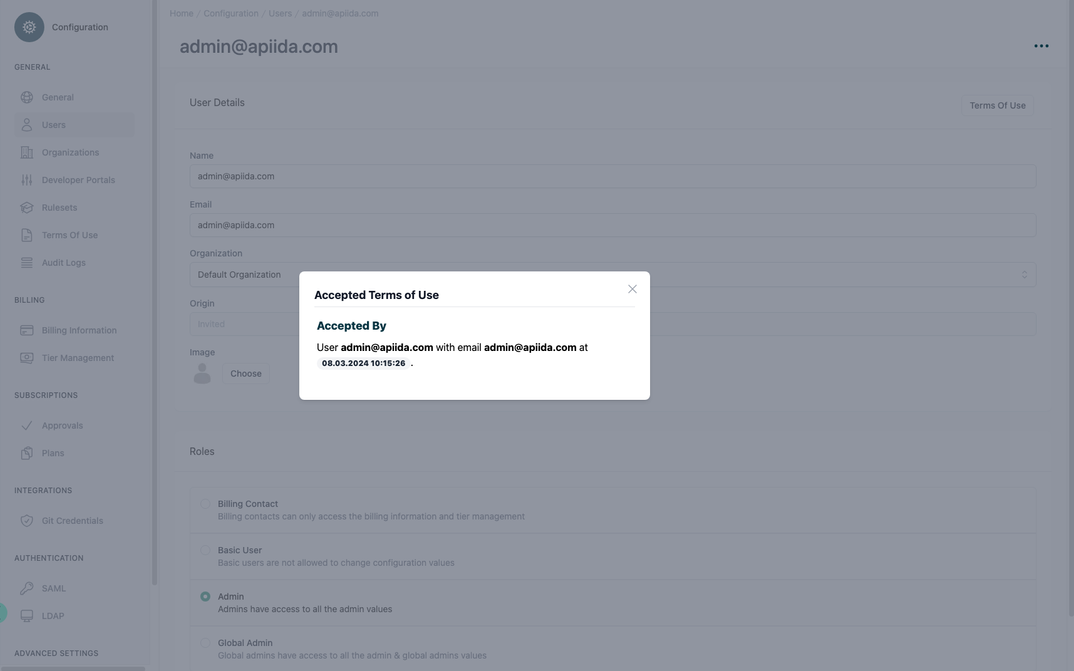 Configuration
GENERAL
General
Users
Organizations
Developer Portals
Rulesets
Terms Of Use
Audit Logs
BILLING
Billing Information
Tier Management
SUBSCRIPTIONS
Approvals
Plans
INTEGRATIONS
Git Credentials
AUTHENTICATION
SAML
LDAP
ADVANCED SETTINGS
Home / Configuration / Users / admin@apiida.com
admin@apiida.com
User Details
Terms Of Use
Name
admin@apiida.com
Email
admin@apiida.com
Organization
Default Organization
Origin
Invited
Image
Choose
Accepted Terms of Use
Accepted By
User admin@apiida.com with email admin@apiida.com at
08.03.2024 10:15:26 .
Roles
Billing Contact
Billing contacts can only access the billing information and tier management
Basic User
Basic users are not allowed to change configuration values
Admin
Admins have access to all the admin values
Global Admin
Global admins have access to all the admin & global admins values